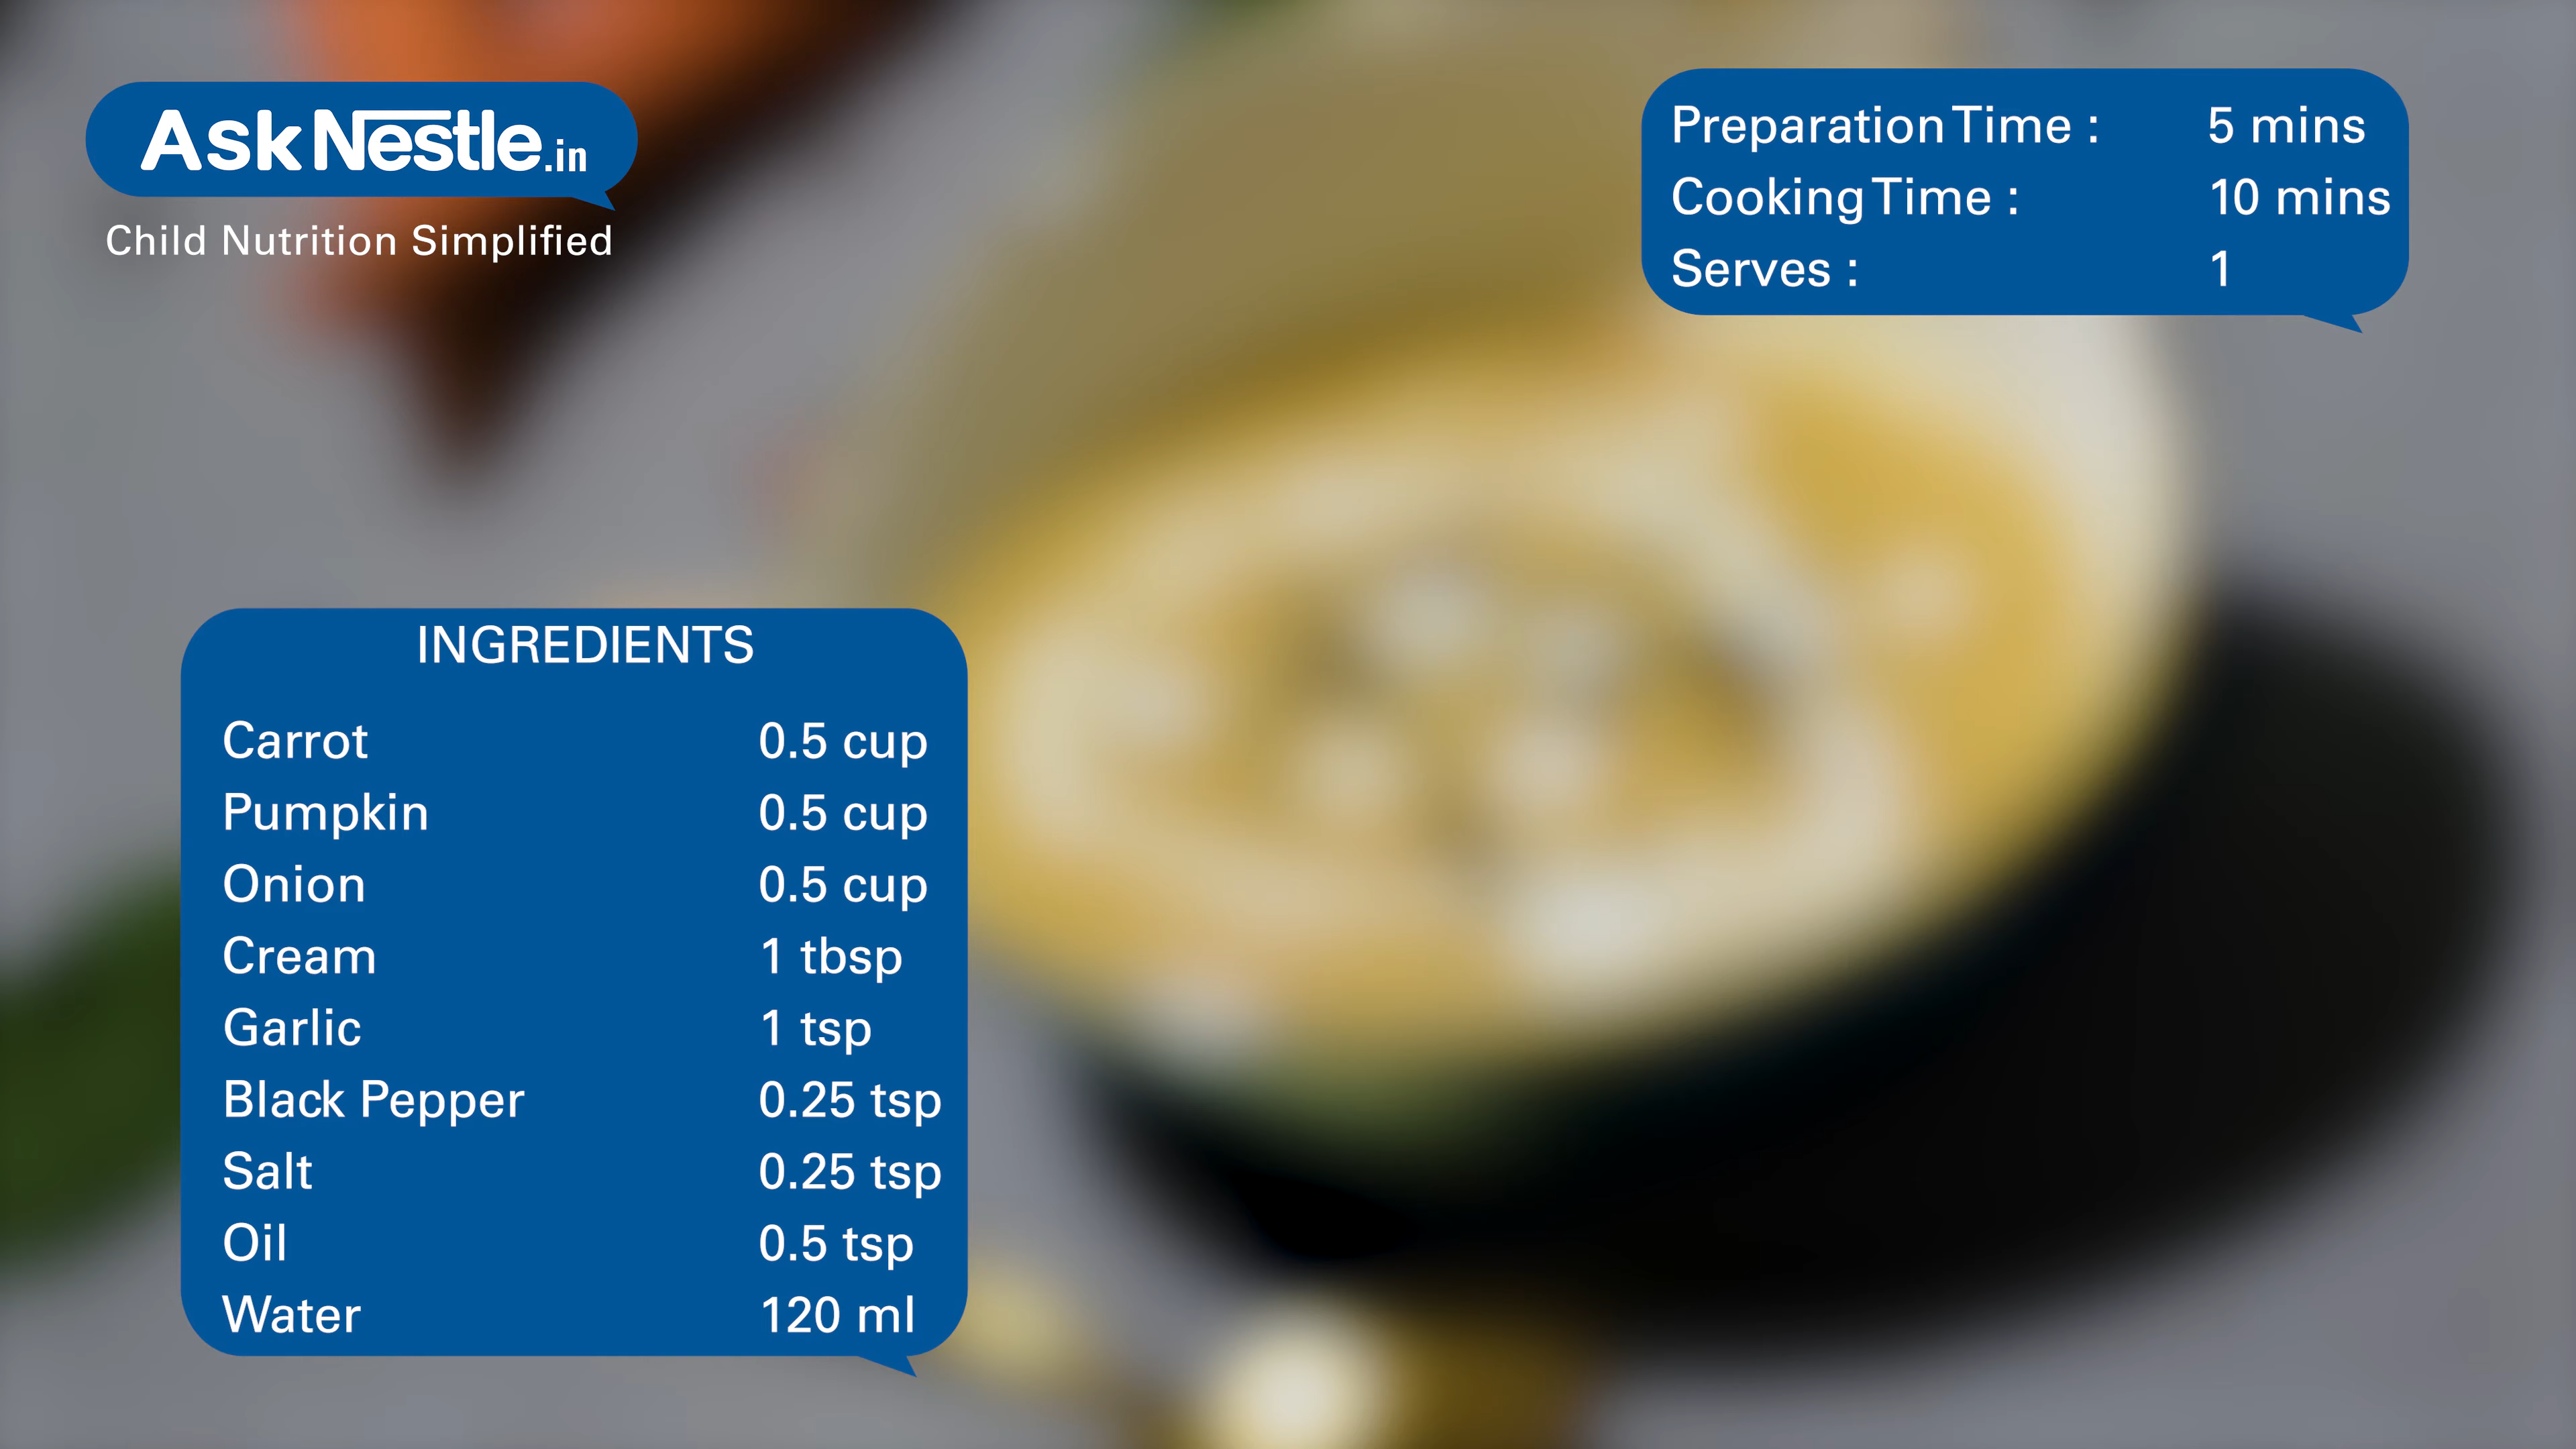 AskNestle.in
Child Nutrition Simplified
Preparation Time : 5 mins
Cooking Time : 10 mins
Serves : 1
INGREDIENTS
Carrot 0.5 cup
Pumpkin 0.5 cup
Onion 0.5 cup
Cream 1 tbsp
Garlic 1 tsp
Black Pepper 0.25 tsp
Salt 0.25 tsp
Oil 0.5 tsp
Water 120 ml